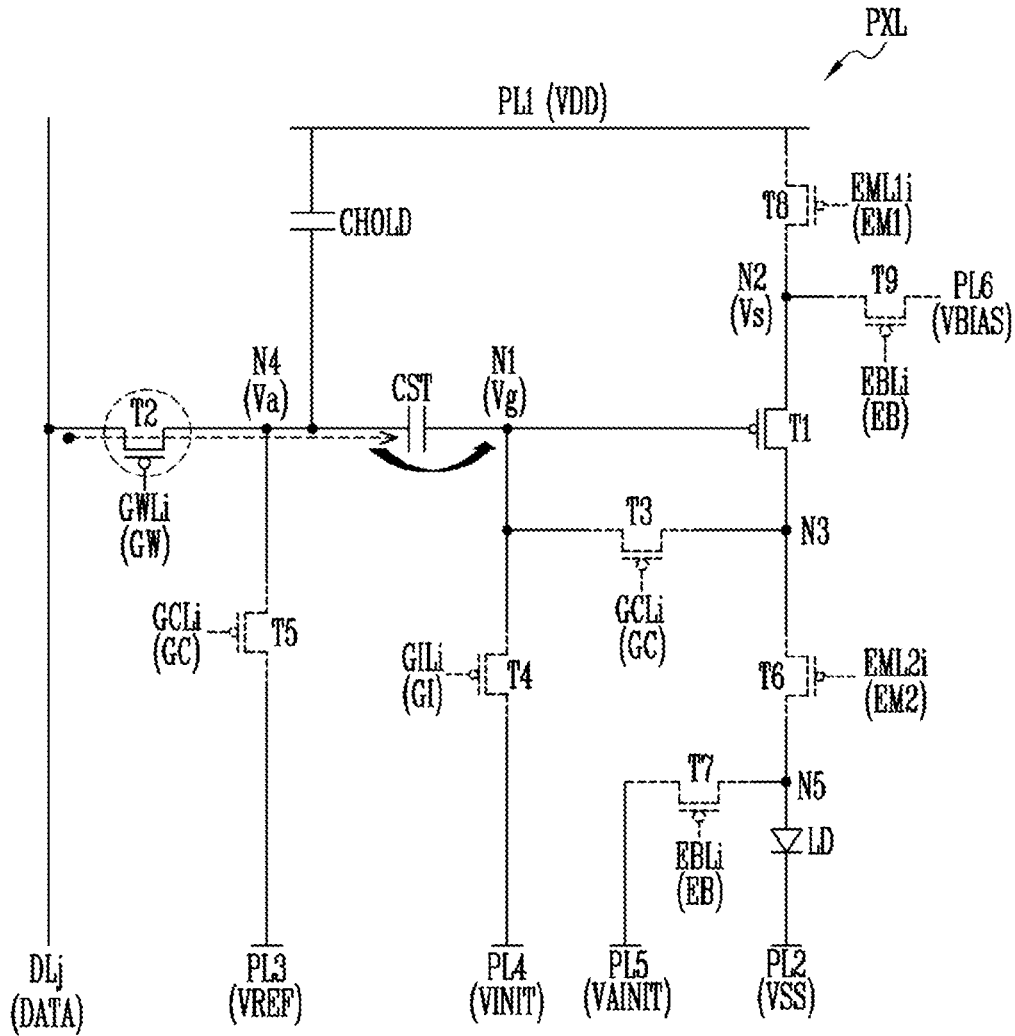 PXL
PL1 (VDD)
CHOLD
T8
EML1i
(EM1)
N2
(Vs)
T9
PL6
(VBIAS)
EBLi
(EB)
N4
(Va)
CST
N1
(Vg)
T2
T1
GWLi
(GW)
T3
N3
GCLi
(GC)
GCLi
(GC)
T5
GILi
(GI)
T4
T6
EML2i
(EM2)
T7
N5
EBLi
(EB)
LD
DLj
(DATA)
PL3
(VREF)
PL4
(VINIT)
PL5
(VAINIT)
PL2
(VSS)